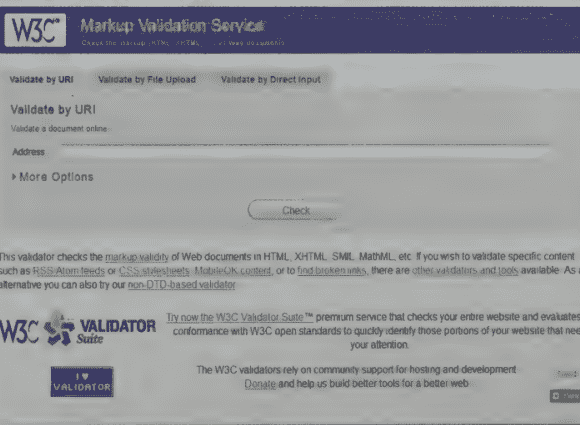 W3C Markup Validation Service
Check the markup (HTML, XHTML, …) of Web documents
Validate by URI Validate by File Upload Validate by Direct Input
Validate by URI
Validate a document online:
Address
More Options
Check
This validator checks the markup validity of Web documents in HTML, XHTML, SMIL, MathML, etc. If you wish to validate specific content
such as RSS/Atom feeds or CSS stylesheets, MobileOK content, or to find broken links, there are other validators and tools available. As a
alternative you can also try our non-DTD-based validator
W3C VALIDATOR
Suite
Try now the W3C Validator Suite™ premium service that checks your entire website and evaluates
conformance with W3C open standards to quickly identify those portions of your website that nee
your attention.
I ♥
VALIDATOR
The W3C validators rely on community support for hosting and development
Donate and help us build better tools for a better web